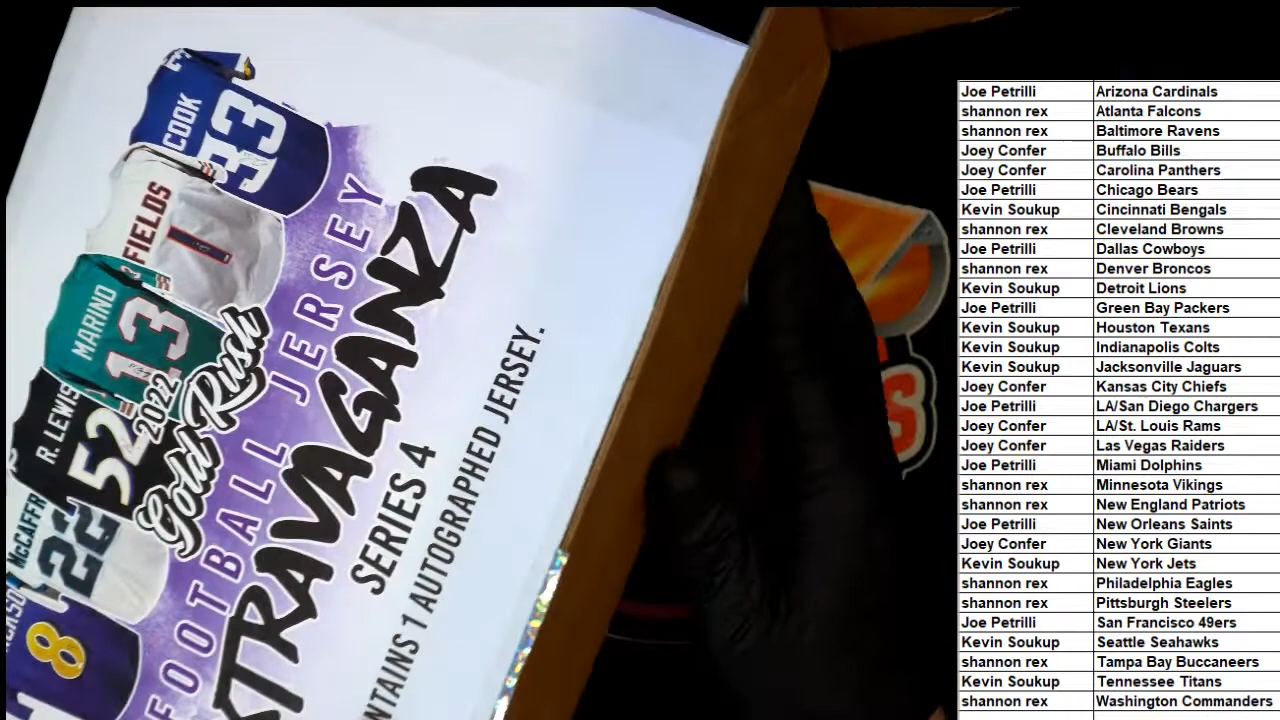 COOK
33
FIELDS
1
MARINO
13
R. LEWIS
52
22
8
2022
Gold Rush
FOOTBALL JERSEY
XTRAVAGANZA
SERIES 4
NTAINS 1 AUTOGRAPHED JERSEY.
Joe Petrilli Arizona Cardinals
shannon rex Atlanta Falcons
shannon rex Baltimore Ravens
Joey Confer Buffalo Bills
Joey Confer Carolina Panthers
Joe Petrilli Chicago Bears
Kevin Soukup Cincinnati Bengals
shannon rex Cleveland Browns
Joe Petrilli Dallas Cowboys
shannon rex Denver Broncos
Kevin Soukup Detroit Lions
Joe Petrilli Green Bay Packers
Kevin Soukup Houston Texans
Kevin Soukup Indianapolis Colts
Kevin Soukup Jacksonville Jaguars
Joey Confer Kansas City Chiefs
Joe Petrilli LA/San Diego Chargers
Joey Confer LA/St. Louis Rams
Joey Confer Las Vegas Raiders
Joe Petrilli Miami Dolphins
shannon rex Minnesota Vikings
shannon rex New England Patriots
Joe Petrilli New Orleans Saints
Joey Confer New York Giants
Kevin Soukup New York Jets
shannon rex Philadelphia Eagles
shannon rex Pittsburgh Steelers
Joe Petrilli San Francisco 49ers
Kevin Soukup Seattle Seahawks
shannon rex Tampa Bay Buccaneers
Kevin Soukup Tennessee Titans
shannon rex Washington Commanders